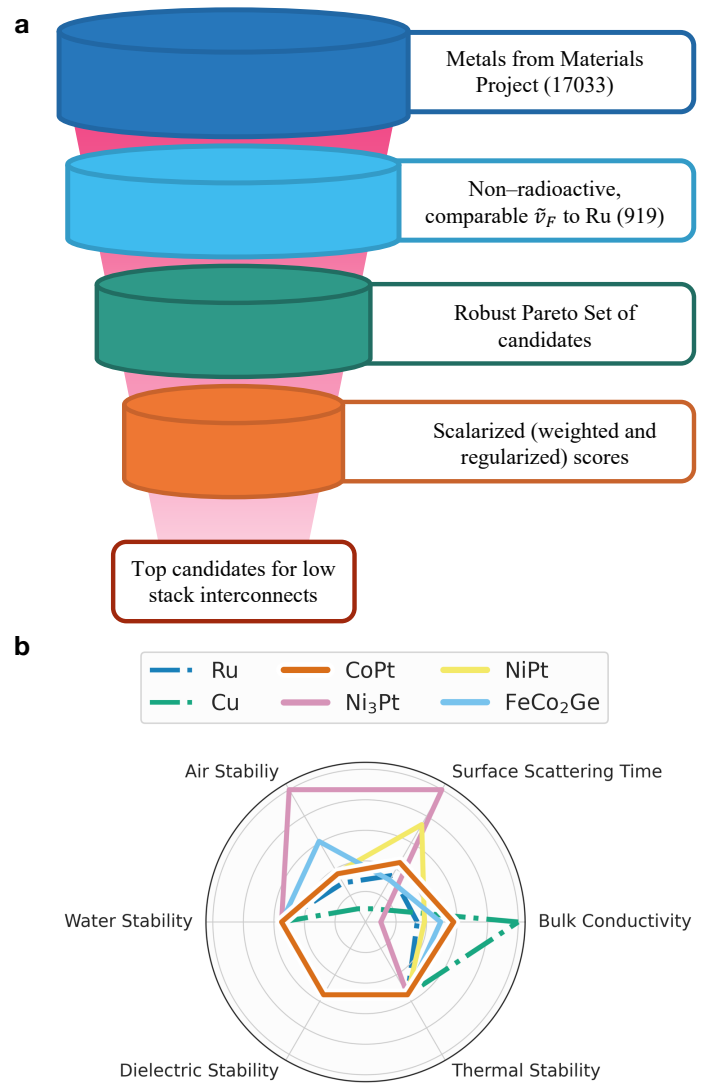 a
Metals from Materials
Project (17033)
Non–radioactive,
comparable ṽ_F to Ru (919)
Robust Pareto Set of
candidates
Scalarized (weighted and
regularized) scores
Top candidates for low
stack interconnects
b
Ru
CoPt
NiPt
Cu
Ni₃Pt
FeCo₂Ge
Air Stabiliy
Surface Scattering Time
Water Stability
Bulk Conductivity
Dielectric Stability
Thermal Stability